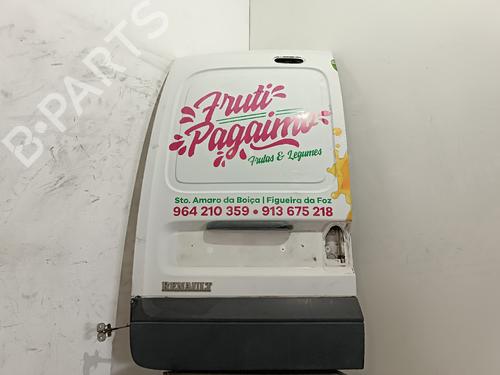 B-PARTS
Fruti
Pagaimo
Frutas & Legumes
Sto. Amaro da Boiça | Figueira da Foz
964 210 359 • 913 675 218
RENAULT